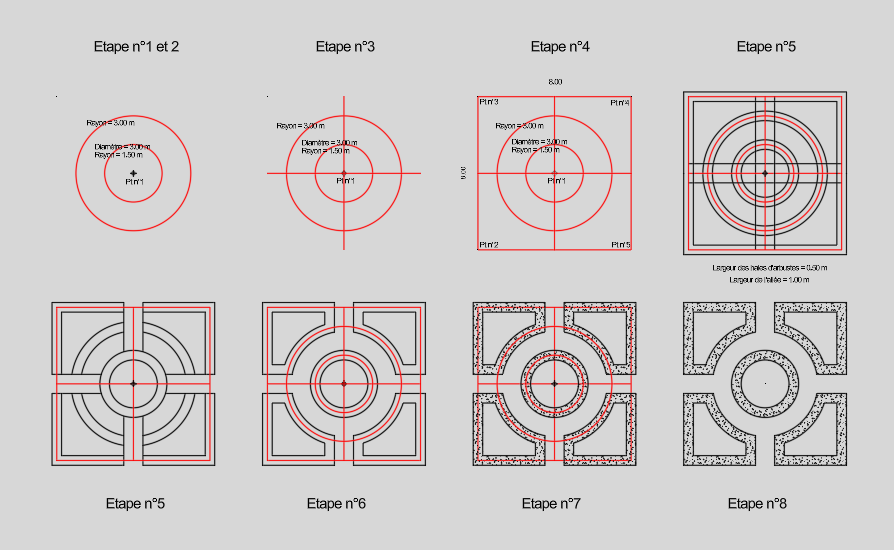 Etape n°1 et 2
Etape n°3
Etape n°4
Etape n°5
Rayon = 3.00 m
Diamètre = 3.00 m
Rayon = 1.50 m
Pt n°1
Rayon = 3.00 m
Diamètre = 3.00 m
Rayon = 1.50 m
Pt n°1
8.00
8.00
Pt n°3
Pt n°4
Rayon = 3.00 m
Diamètre = 3.00 m
Rayon = 1.50 m
Pt n°1
Pt n°2
Pt n°5
Largeur des haies d'arbustes = 0.50 m
Largeur de l'allée = 1.00 m
Etape n°5
Etape n°6
Etape n°7
Etape n°8